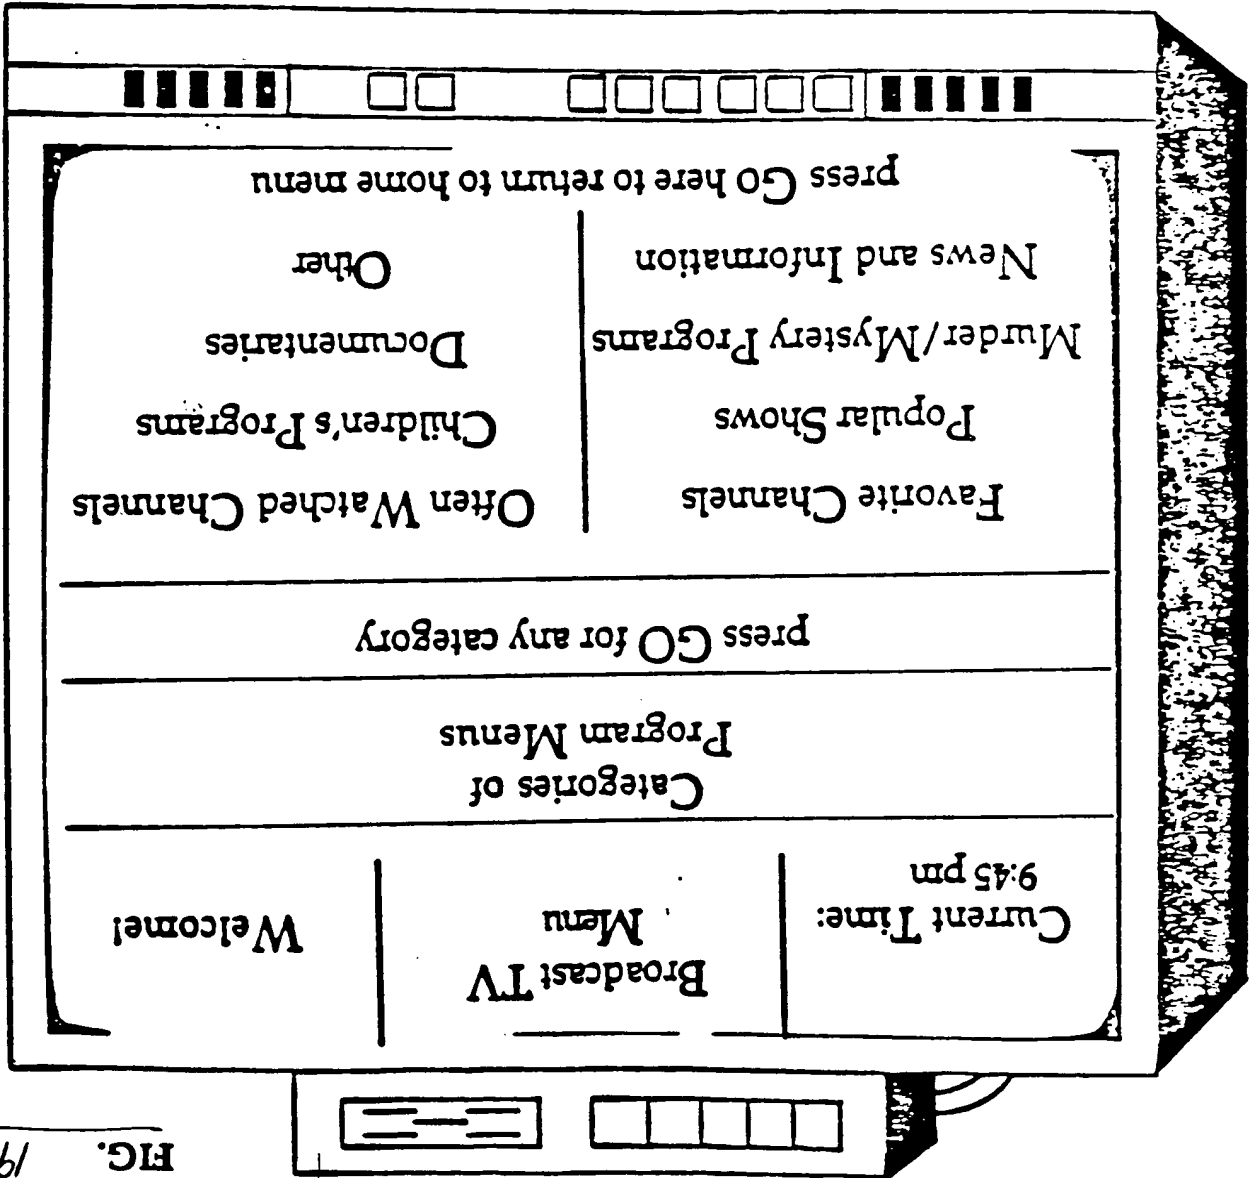 FIG.
Current Time:
9:45 pm
Broadcast TV
Menu
Welcome!
Categories of
Program Menus
press GO for any category
Favorite Channels
Popular Shows
Murder/Mystery Programs
News and Information
Often Watched Channels
Children's Programs
Documentaries
Other
press GO here to return to home menu